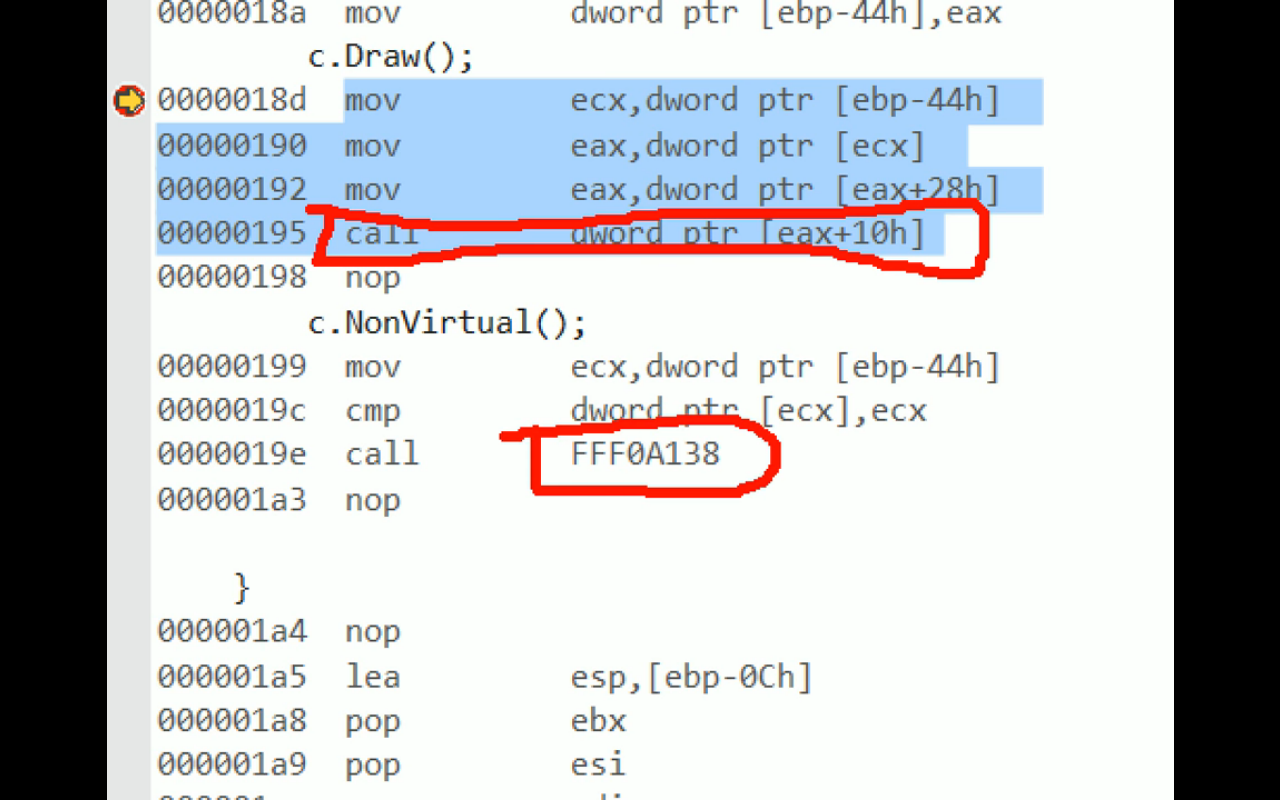 0000018a mov dword ptr [ebp-44h],eax
c.Draw();
0000018d mov ecx,dword ptr [ebp-44h]
00000190 mov eax,dword ptr [ecx]
00000192 mov eax,dword ptr [eax+28h]
00000195 call dword ptr [eax+10h]
00000198 nop
c.NonVirtual();
00000199 mov ecx,dword ptr [ebp-44h]
0000019c cmp dword ptr [ecx],ecx
0000019e call FFF0A138
000001a3 nop
}
000001a4 nop
000001a5 lea esp,[ebp-0Ch]
000001a8 pop ebx
000001a9 pop esi